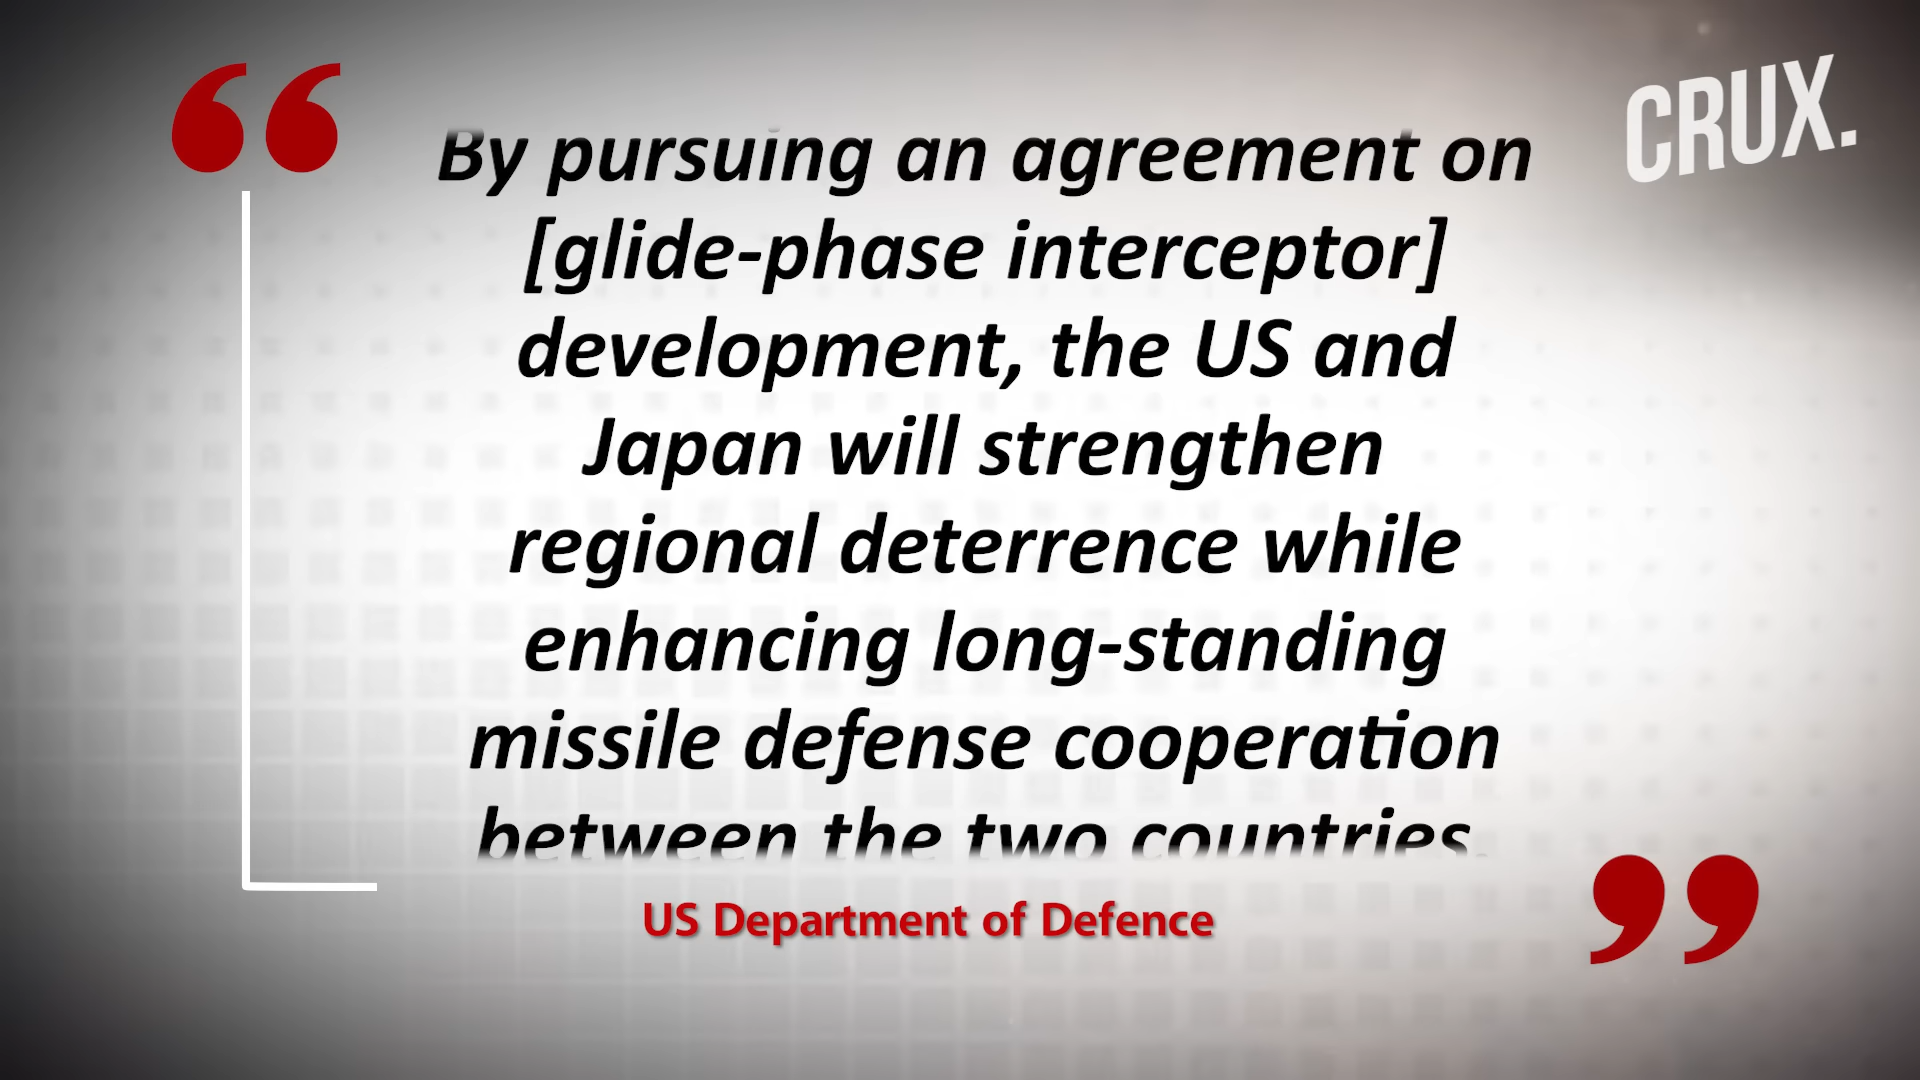 CRUX.
By pursuing an agreement on
[glide-phase interceptor]
development, the US and
Japan will strengthen
regional deterrence while
enhancing long-standing
missile defense cooperation
between the two countries.
US Department of Defence